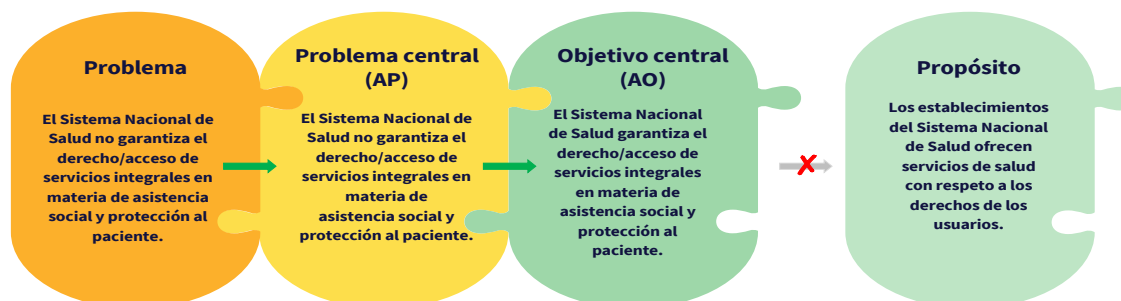 Problema
El Sistema Nacional de
Salud no garantiza el
derecho/acceso de
servicios integrales en
materia de asistencia
social y protección al
paciente.
Problema central
(AP)
El Sistema Nacional de
Salud no garantiza el
derecho/acceso de
servicios integrales en
materia de
asistencia social y
protección al paciente.
Objetivo central
(AO)
El Sistema Nacional
de Salud garantiza el
derecho/acceso de
servicios integrales
en materia de
asistencia social y
protección al
paciente.
Propósito
Los establecimientos
del Sistema Nacional
de Salud ofrecen
servicios de salud
con respeto a los
derechos de los
usuarios.